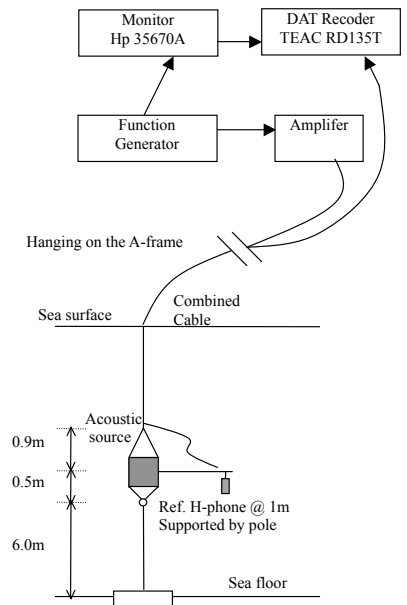 Monitor
Hp 35670A
DAT Recoder
TEAC RD135T
Function
Generator
Amplifer
Hanging on the A-frame
Combined
Cable
Sea surface
Acoustic
source
0.9m
0.5m
Ref. H-phone @ 1m
Supported by pole
6.0m
Sea floor